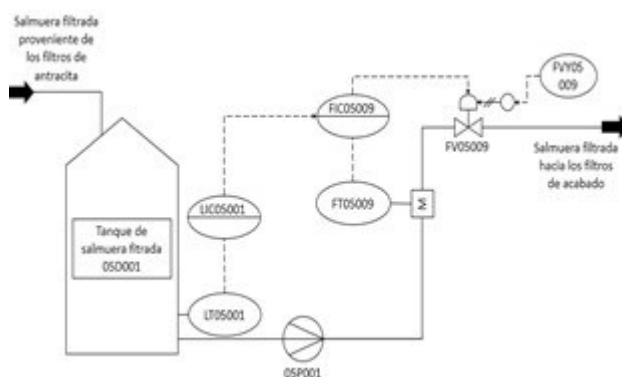 Salmuera filtrada
proveniente de
los filtros de
antracita
FIC05009
FVY05
009
FV05009
Salmuera filtrada
hacia los filtros
de acabado
LIC05001
FT05009
M
Tanque de
salmuera fitrada
05D001
LT05001
05P001